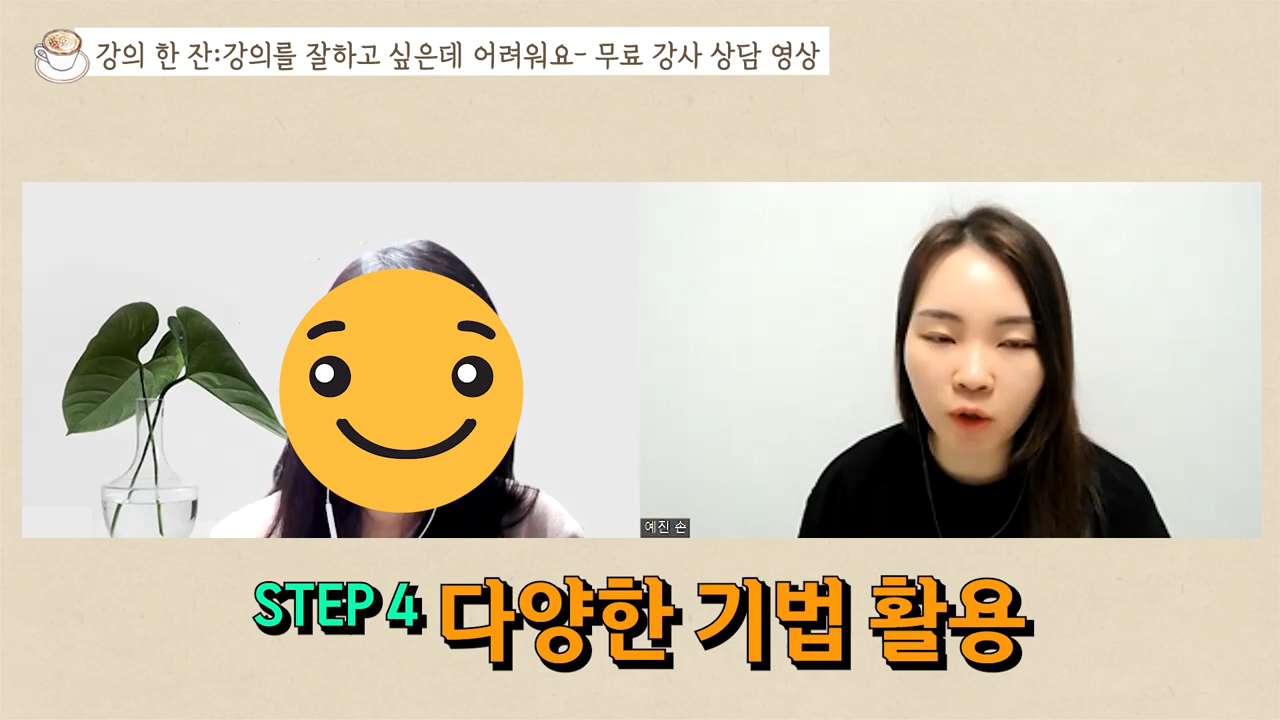 강의 한 잔:강의를 잘하고 싶은데 어려워요- 무료 강사 상담 영상
예진 손
STEP 4 다양한 기법 활용